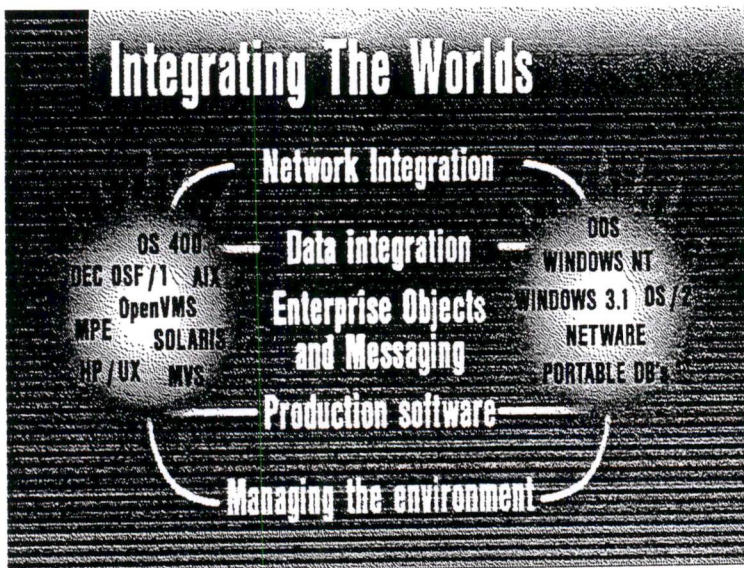 Integrating The Worlds
Network Integration
OS 400
DEC OSF/1 AIX
OpenVMS
MPE SOLARIS
HP/UX MVS
Data integration
Enterprise Objects
and Messaging
Production software
Managing the environment
DOS
WINDOWS NT
WINDOWS 3.1 OS/2
NETWARE
PORTABLE DB's